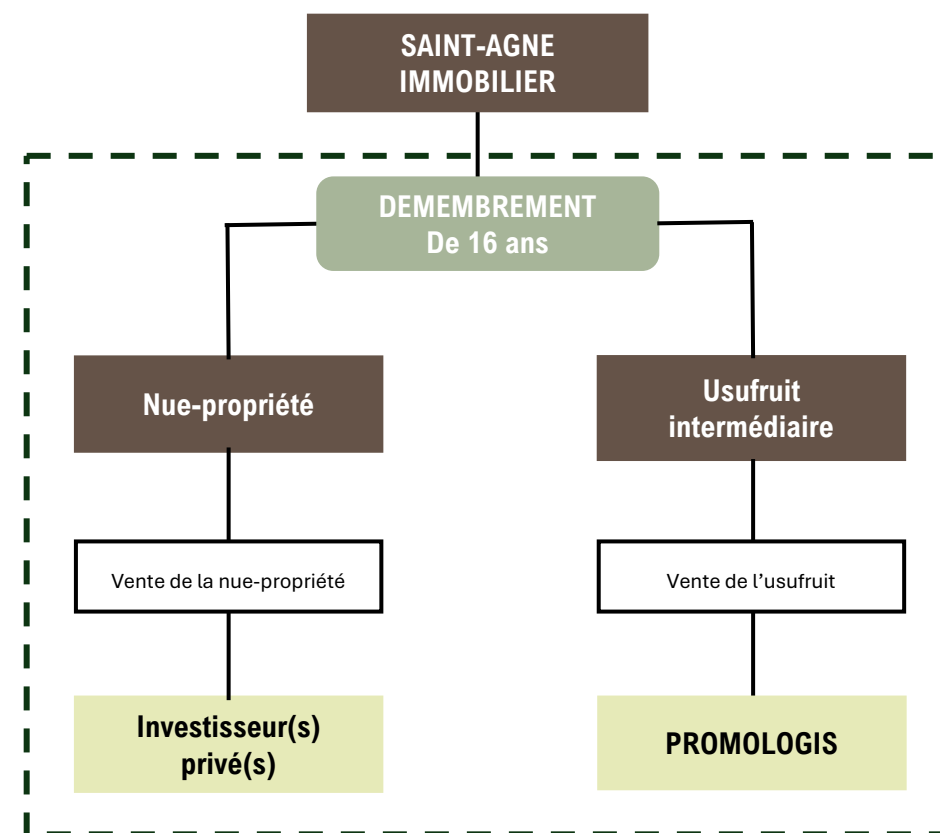 SAINT-AGNE
IMMOBILIER
DEMEMBREMENT
De 16 ans
Nue-propriété
Usufruit
intermédiaire
Vente de la nue-propriété
Vente de l’usufruit
Investisseur(s)
privé(s)
PROMOLOGIS